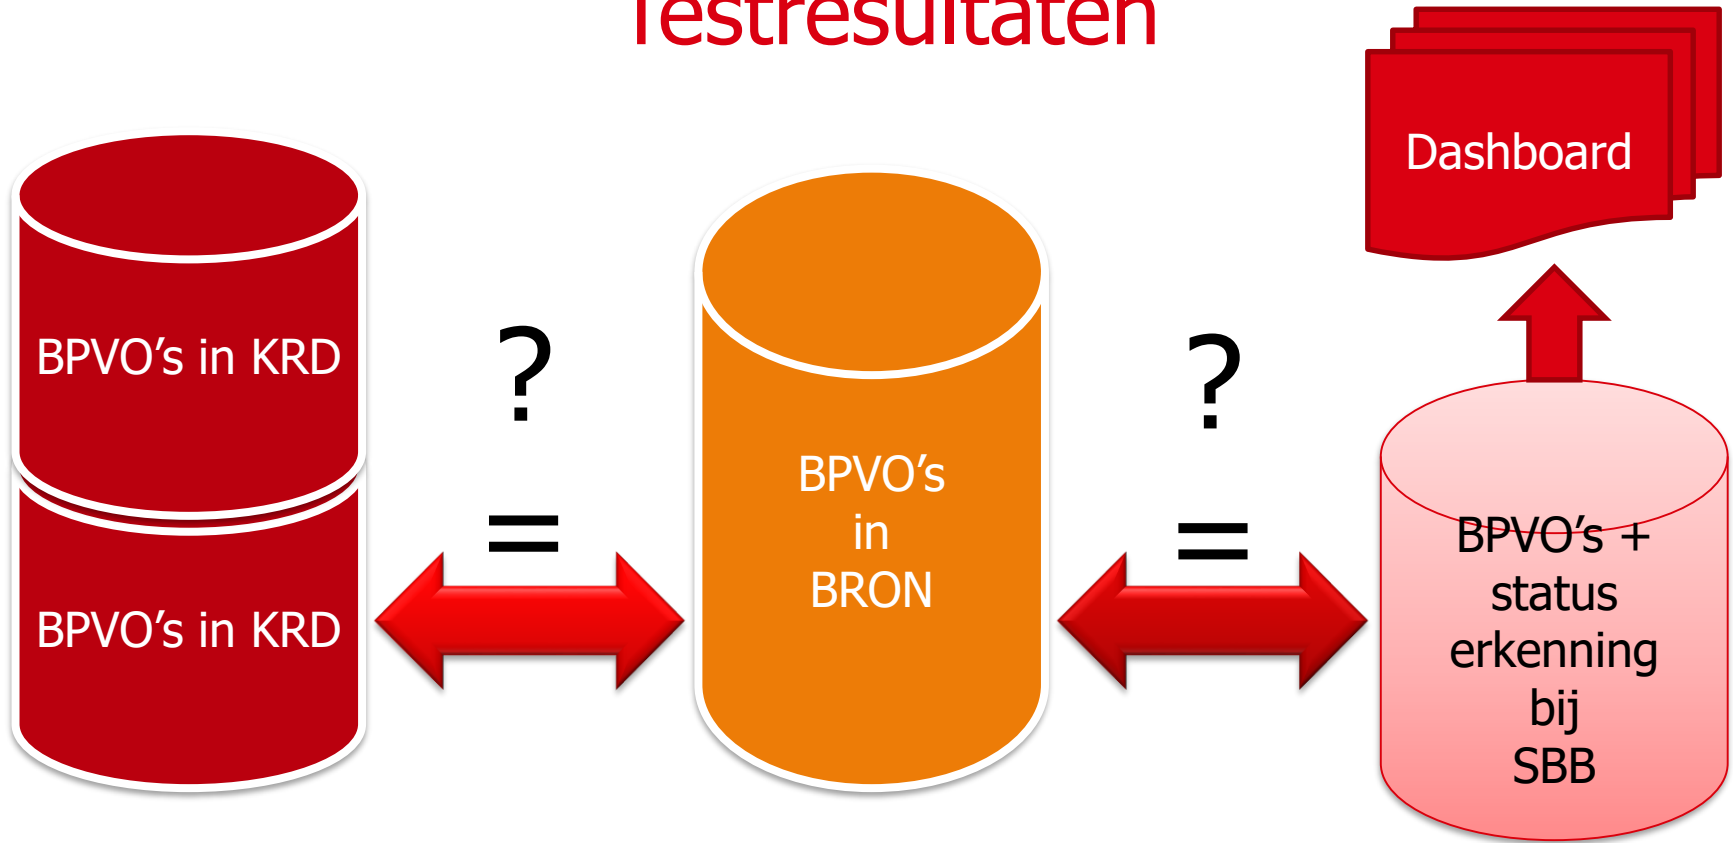 Testresultaten
Dashboard
BPVO’s in KRD
BPVO’s in KRD
?
=
BPVO’s
in
BRON
?
=
BPVO’s +
status
erkenning
bij
SBB